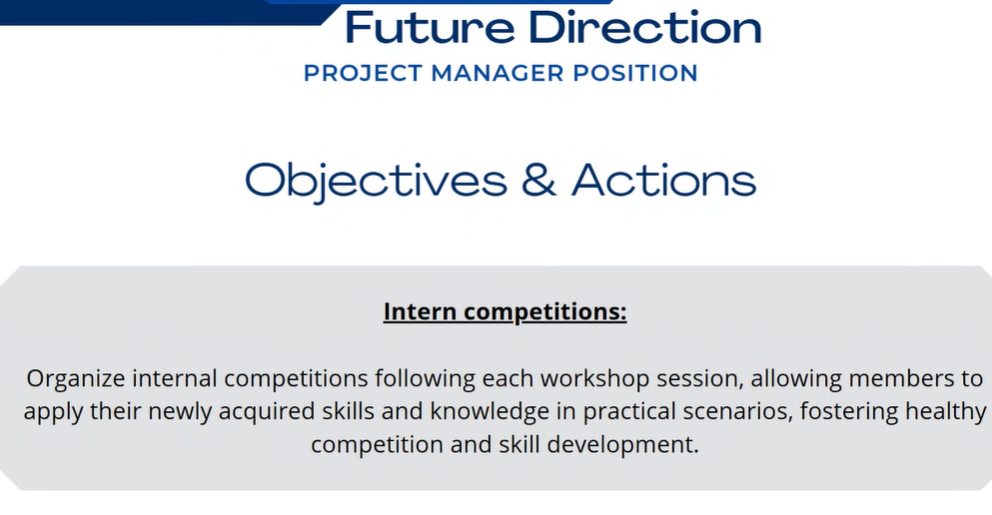 Future Direction
PROJECT MANAGER POSITION
Objectives & Actions
Intern competitions:
Organize internal competitions following each workshop session, allowing members to
apply their newly acquired skills and knowledge in practical scenarios, fostering healthy
competition and skill development.